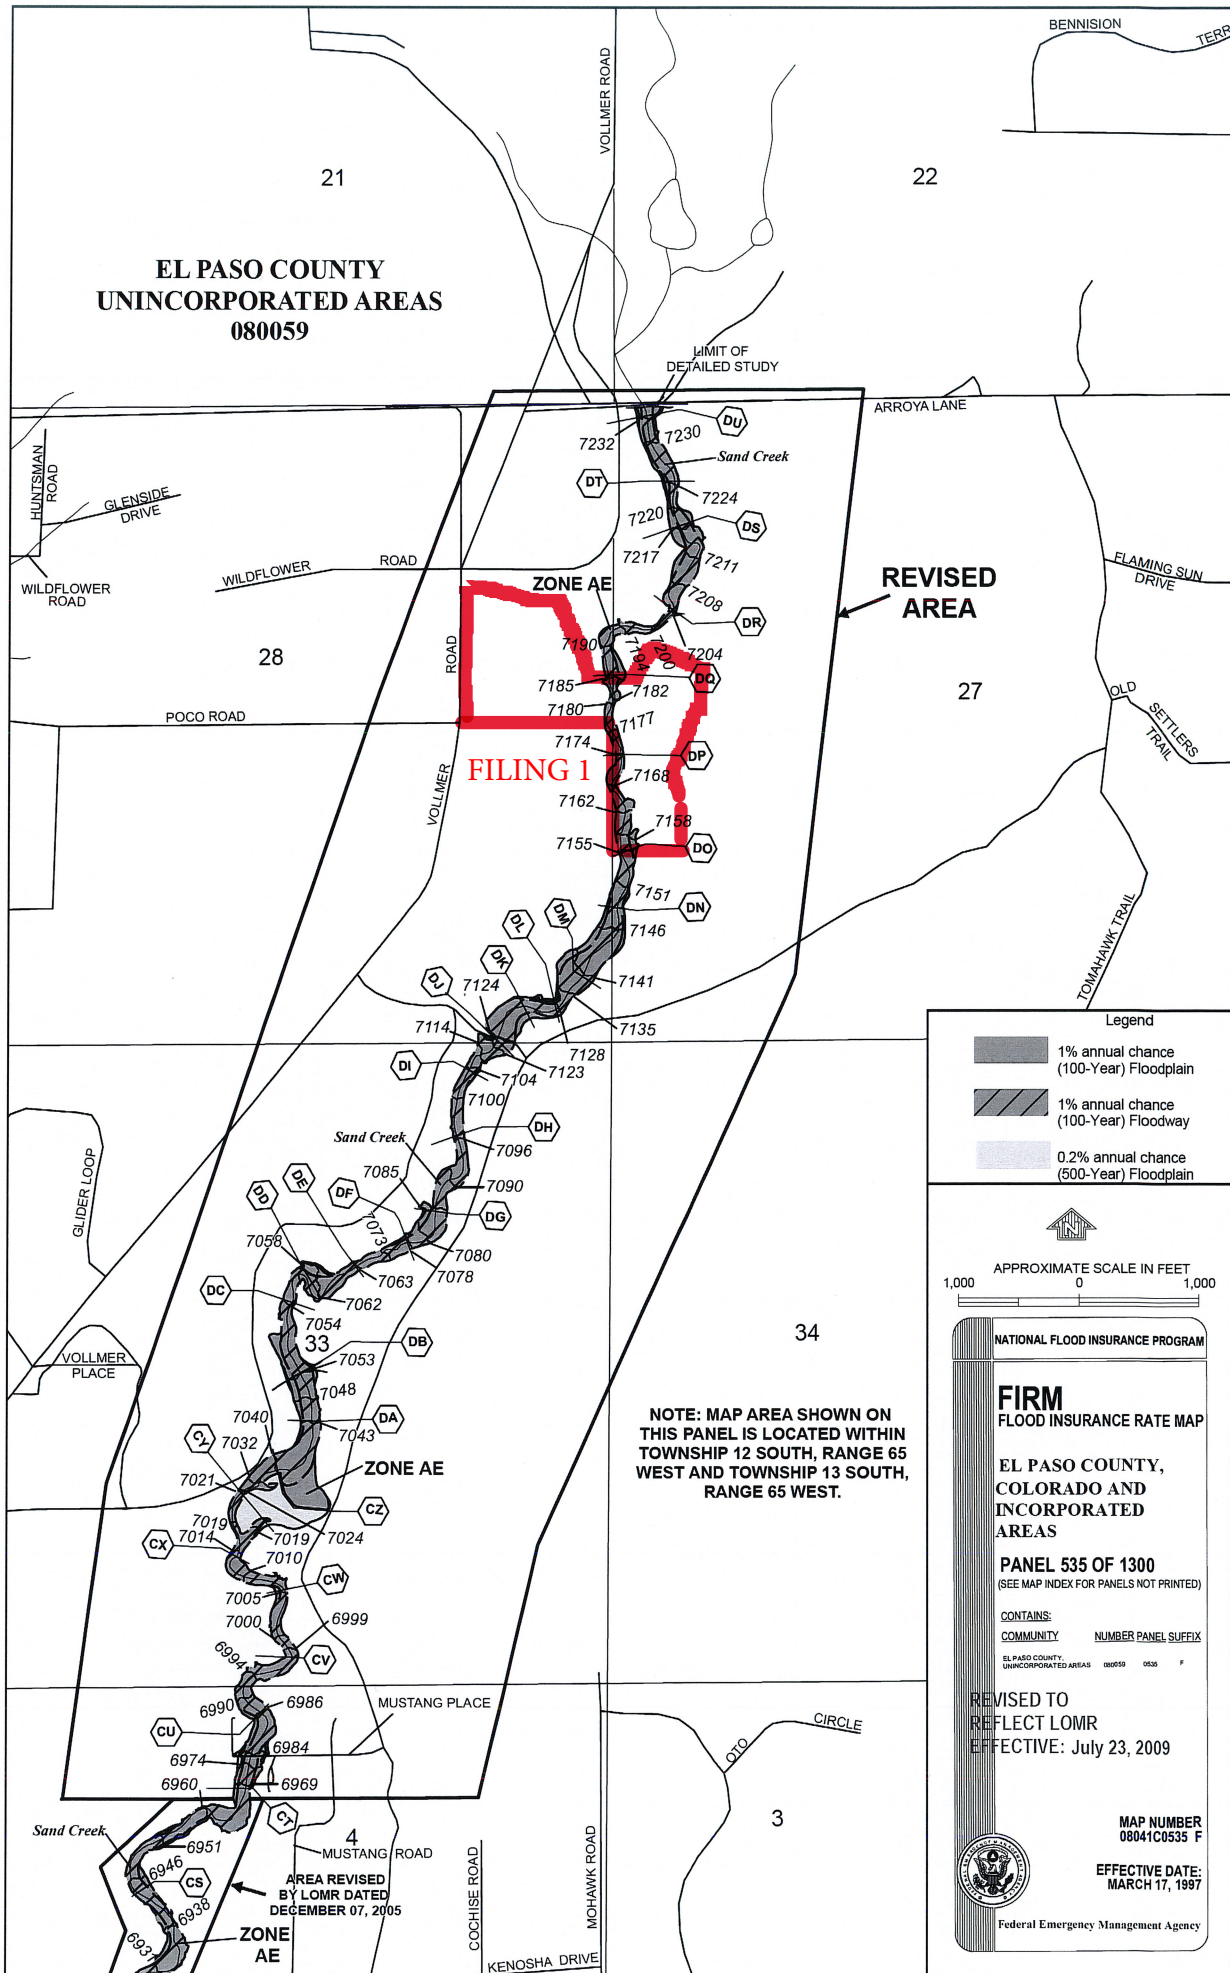 BENNISION
TERR
VOLLMER ROAD
21
22
EL PASO COUNTY
UNINCORPORATED AREAS
080059
LIMIT OF
DETAILED STUDY
ARROYA LANE
DU
7232
7230
Sand Creek
DT
7224
HUNTSMAN
ROAD
GLENSIDE
DRIVE
7220
DS
7217
7211
WILDFLOWER
ROAD
ZONE AE
WILDFLOWER
ROAD
REVISED
AREA
FLAMING SUN
DRIVE
7208
DR
7190
7194
7200
7204
28
ROAD
DQ
7185
7182
27
OLD
SETTLERS
TRAIL
7180
POCO ROAD
7177
7174
DP
FILING 1
7168
VOLLMER
7162
7158
7155
DO
7151
DN
DM
DL
7146
TOMAHAWK TRAIL
DK
DJ
7124
7141
7114
7135
7128
7123
DI
7104
7100
DH
Sand Creek
7096
GLIDER LOOP
7085
7090
DE
DF
DD
DG
7073
7058
7080
7078
7063
DC
7062
7054
33
34
DB
7053
VOLLMER
PLACE
7048
7040
DA
7043
CY
7032
ZONE AE
7021
CZ
7019
7019
7024
7014
CX
7010
CW
7005
7000
6999
6994
CV
6990
6986
MUSTANG PLACE
CU
6984
6974
6960
6969
CT
Sand Creek
4
3
MUSTANG ROAD
6951
6946
CS
AREA REVISED
BY LOMR DATED
DECEMBER 07, 2005
6938
6937
ZONE
AE
COCHISE ROAD
MOHAWK ROAD
KENOSHA DRIVE
OTO
CIRCLE
NOTE: MAP AREA SHOWN ON
THIS PANEL IS LOCATED WITHIN
TOWNSHIP 12 SOUTH, RANGE 65
WEST AND TOWNSHIP 13 SOUTH,
RANGE 65 WEST.
Legend
1% annual chance
(100-Year) Floodplain
1% annual chance
(100-Year) Floodway
0.2% annual chance
(500-Year) Floodplain
N
APPROXIMATE SCALE IN FEET
1,000 0 1,000
NATIONAL FLOOD INSURANCE PROGRAM
FIRM
FLOOD INSURANCE RATE MAP
EL PASO COUNTY,
COLORADO AND
INCORPORATED
AREAS
PANEL 535 OF 1300
(SEE MAP INDEX FOR PANELS NOT PRINTED)
CONTAINS:
COMMUNITY NUMBER PANEL SUFFIX
EL PASO COUNTY,
UNINCORPORATED AREAS 080059 0535 F
REVISED TO
REFLECT LOMR
EFFECTIVE: July 23, 2009
MAP NUMBER
08041C0535 F
EFFECTIVE DATE:
MARCH 17, 1997
Federal Emergency Management Agency